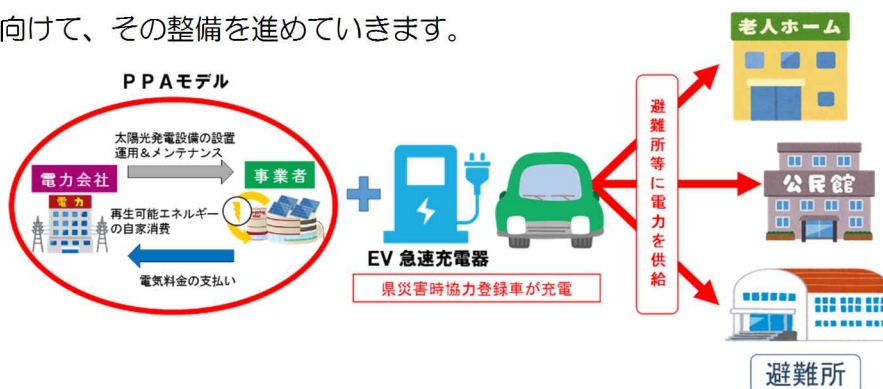 向けて、その整備を進めていきます。
PPAモデル
太陽光発電設備の設置
運用&メンテナンス
電力会社
事業者
電力
再生可能エネルギー
の自家消費
電気料金の支払い
EV 急速充電器
県災害時協力登録車が充電
避難所等に電力を供給
老人ホーム
公民館
避難所